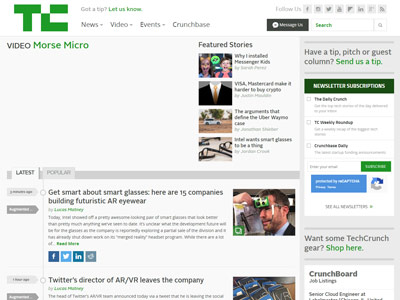 TC
Got a tip? Let us know.
Follow Us
News Video Events Crunchbase
Message Us
Search
VIDEO Morse Micro
Featured Stories
Why I installed
Messenger Kids
by Sarah Perez
VISA, Mastercard make it
harder to buy crypto
by Justin Mauldin
The arguments that
define the Uber Waymo
case
by Jonathan Sidener
Intel wants smart glasses
to be a thing
by Jordan Crook
Have a tip, pitch or guest
column? Send us a tip.
NEWSLETTER SUBSCRIPTIONS
The Daily Crunch
Get the top tech stories of the day delivered
to your inbox
TC Weekly Roundup
Get a weekly recap of the biggest tech
stories
Crunchbase Daily
The latest startup funding announcements
Enter your email
SUBSCRIBE
protected by reCAPTCHA
Privacy - Terms
SEE ALL NEWSLETTERS
LATEST POPULAR
Get smart about smart glasses: here are 15 companies
building futuristic AR eyewear
by Lucas Matney
Today, Intel showed off a pretty awesome-looking pair of smart glasses that look better
than pretty much anything we've seen to date. It's unclear what the development future will
be for the glasses as the company is reportedly exploring a partial sale of the division and it
has already shut down work on its "merged reality" headset program. While there are a lot
of... Read More
Want some TechCrunch
gear? Shop here.
CrunchBoard
Job Listings
Senior Cloud Engineer at
1 hour ago
Twitter's director of AR/VR leaves the company
by Lucas Matney
The head of Twitter's AR/VR team announced today via a tweet that he is leaving the social